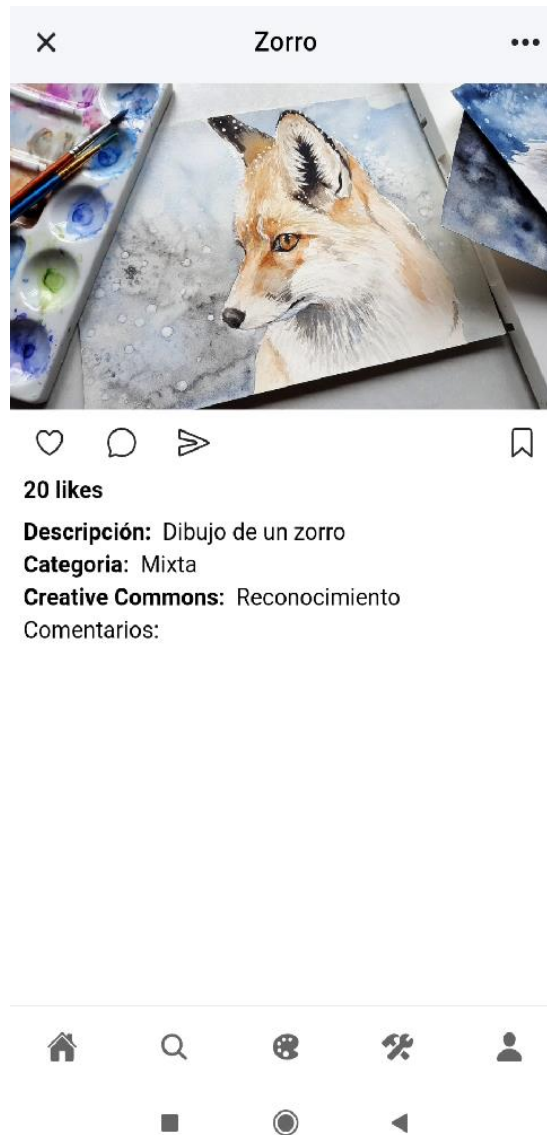 Zorro
20 likes
Descripción: Dibujo de un zorro
Categoria: Mixta
Creative Commons: Reconocimiento
Comentarios: